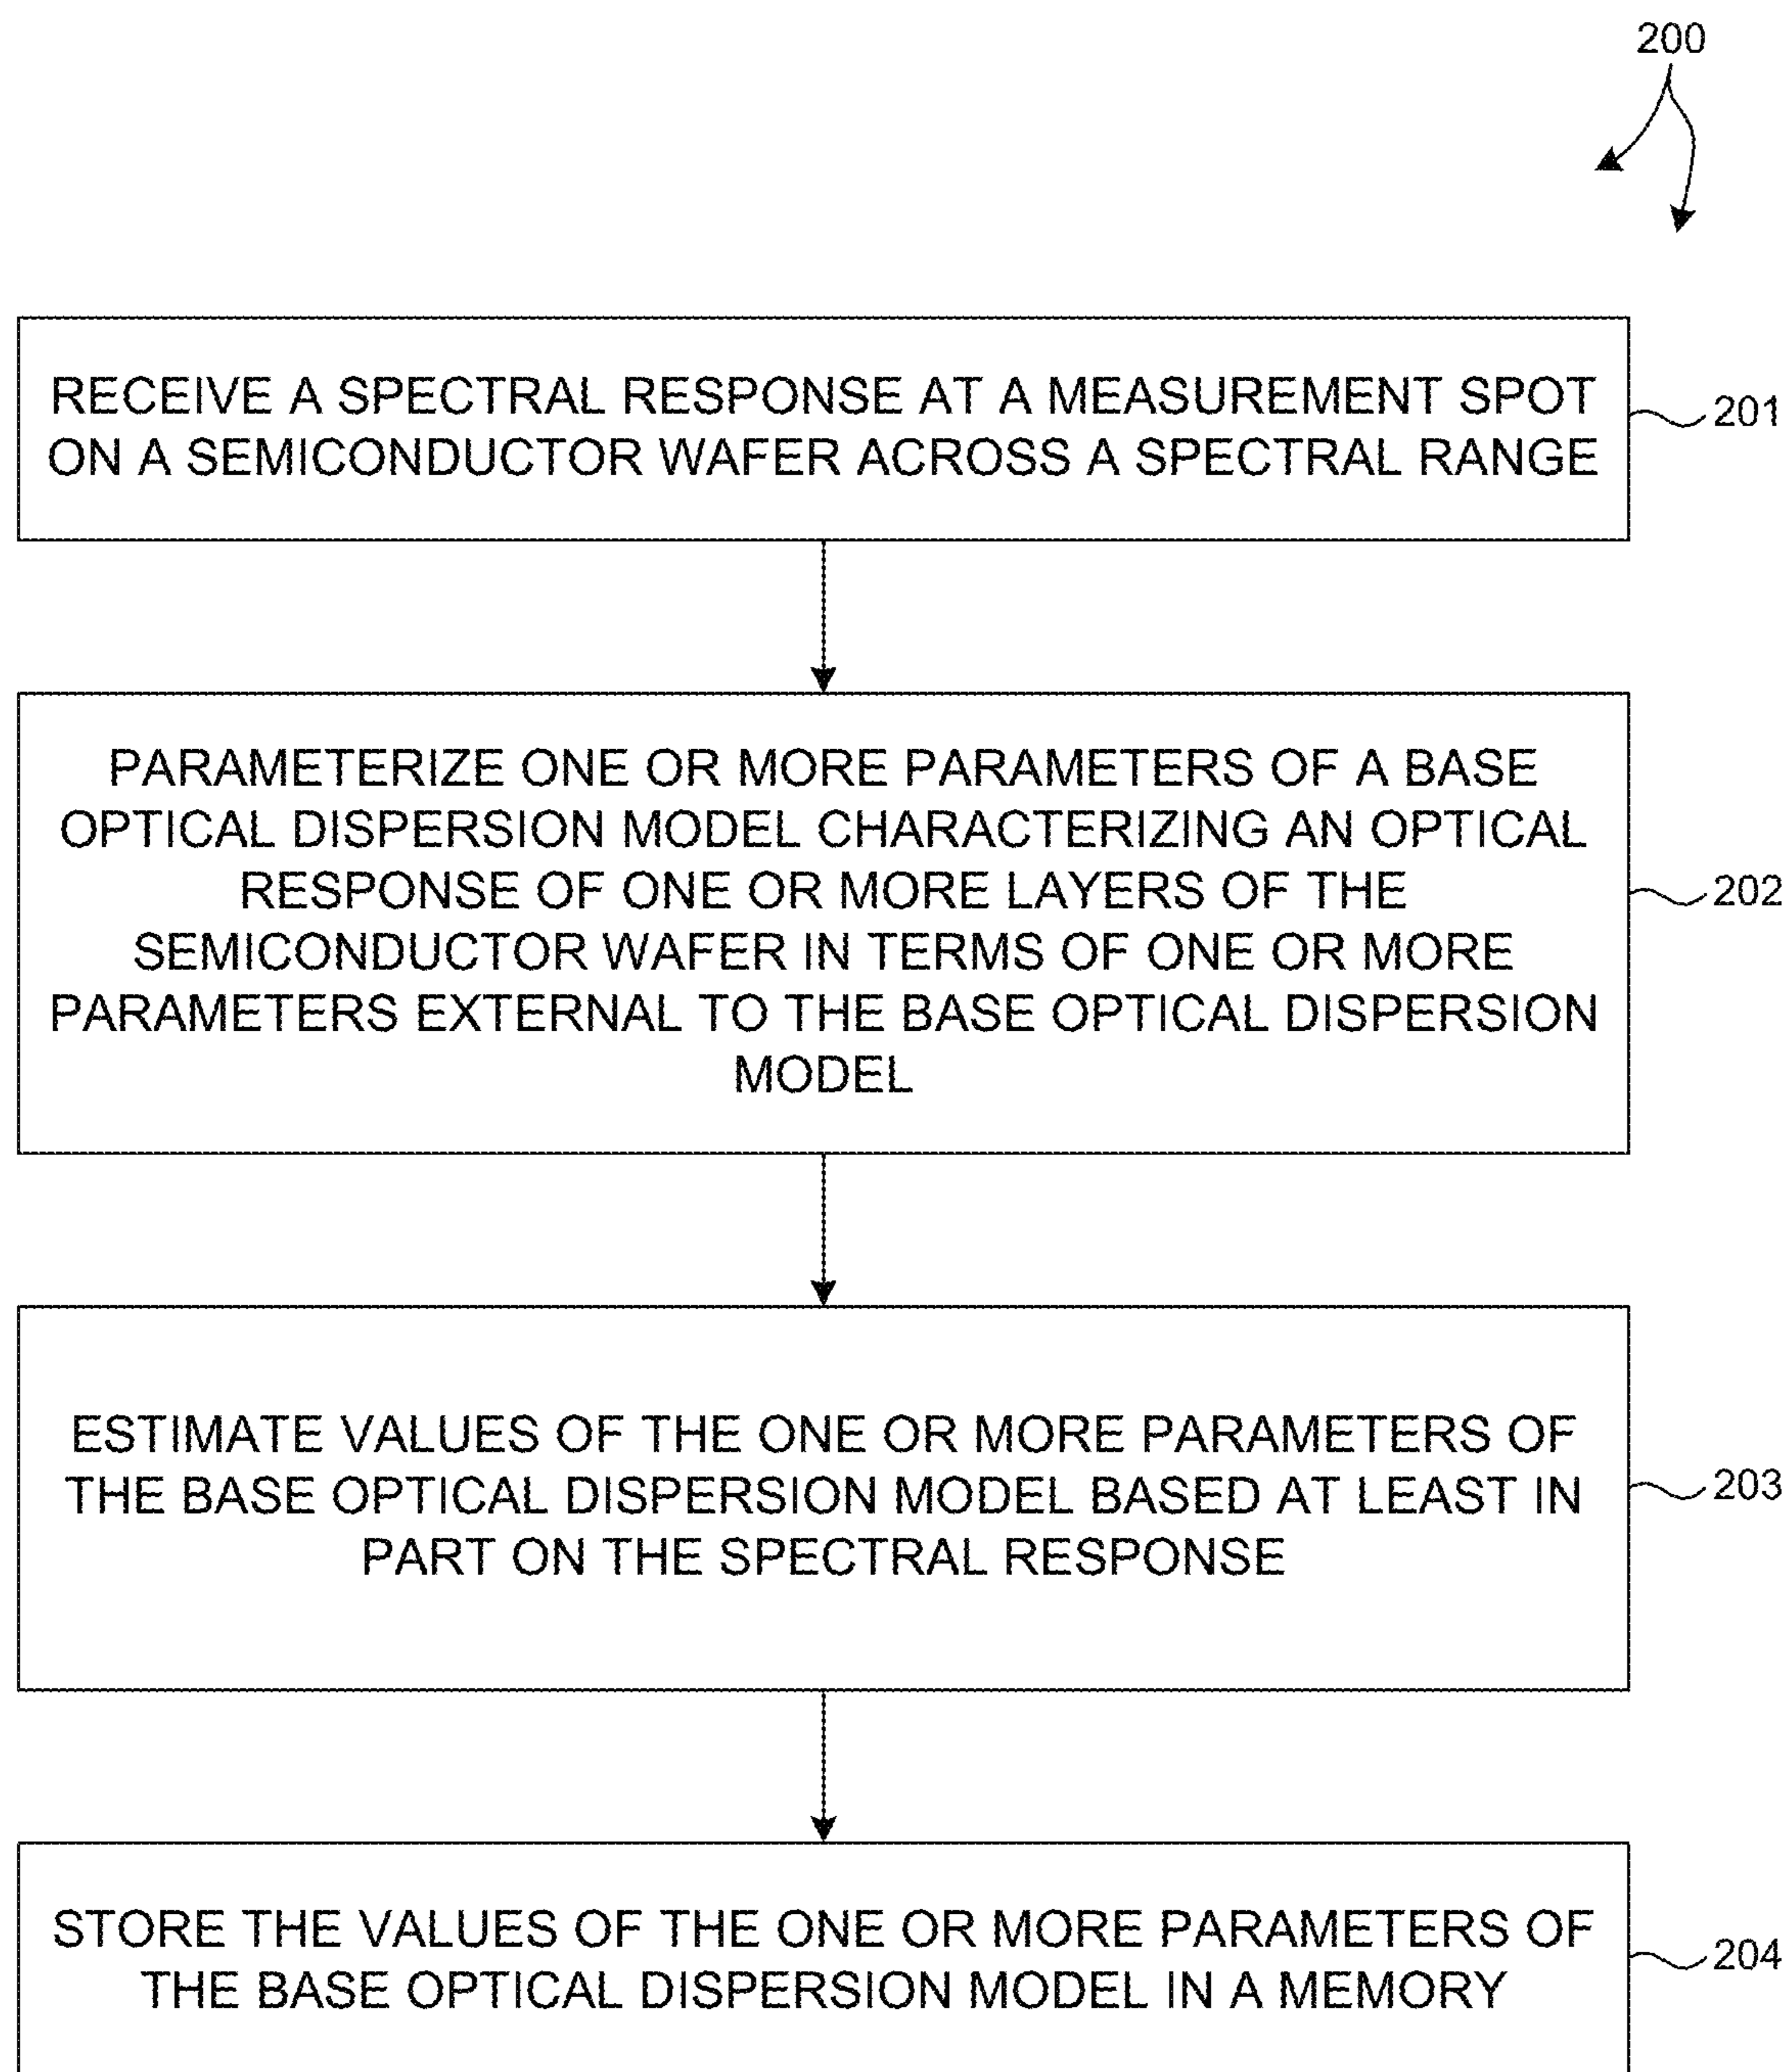 200
RECEIVE A SPECTRAL RESPONSE AT A MEASUREMENT SPOT
ON A SEMICONDUCTOR WAFER ACROSS A SPECTRAL RANGE
201
PARAMETERIZE ONE OR MORE PARAMETERS OF A BASE
OPTICAL DISPERSION MODEL CHARACTERIZING AN OPTICAL
RESPONSE OF ONE OR MORE LAYERS OF THE
SEMICONDUCTOR WAFER IN TERMS OF ONE OR MORE
PARAMETERS EXTERNAL TO THE BASE OPTICAL DISPERSION
MODEL
202
ESTIMATE VALUES OF THE ONE OR MORE PARAMETERS OF
THE BASE OPTICAL DISPERSION MODEL BASED AT LEAST IN
PART ON THE SPECTRAL RESPONSE
203
STORE THE VALUES OF THE ONE OR MORE PARAMETERS OF
THE BASE OPTICAL DISPERSION MODEL IN A MEMORY
204